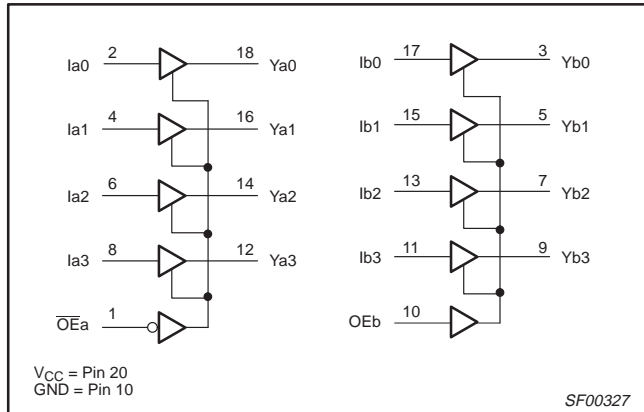 Ia0 2 18 Ya0
Ia1 4 16 Ya1
Ia2 6 14 Ya2
Ia3 8 12 Ya3
OEa 1
Ib0 17 3 Yb0
Ib1 15 5 Yb1
Ib2 13 7 Yb2
Ib3 11 9 Yb3
OEb 10
VCC = Pin 20
GND = Pin 10
SF00327